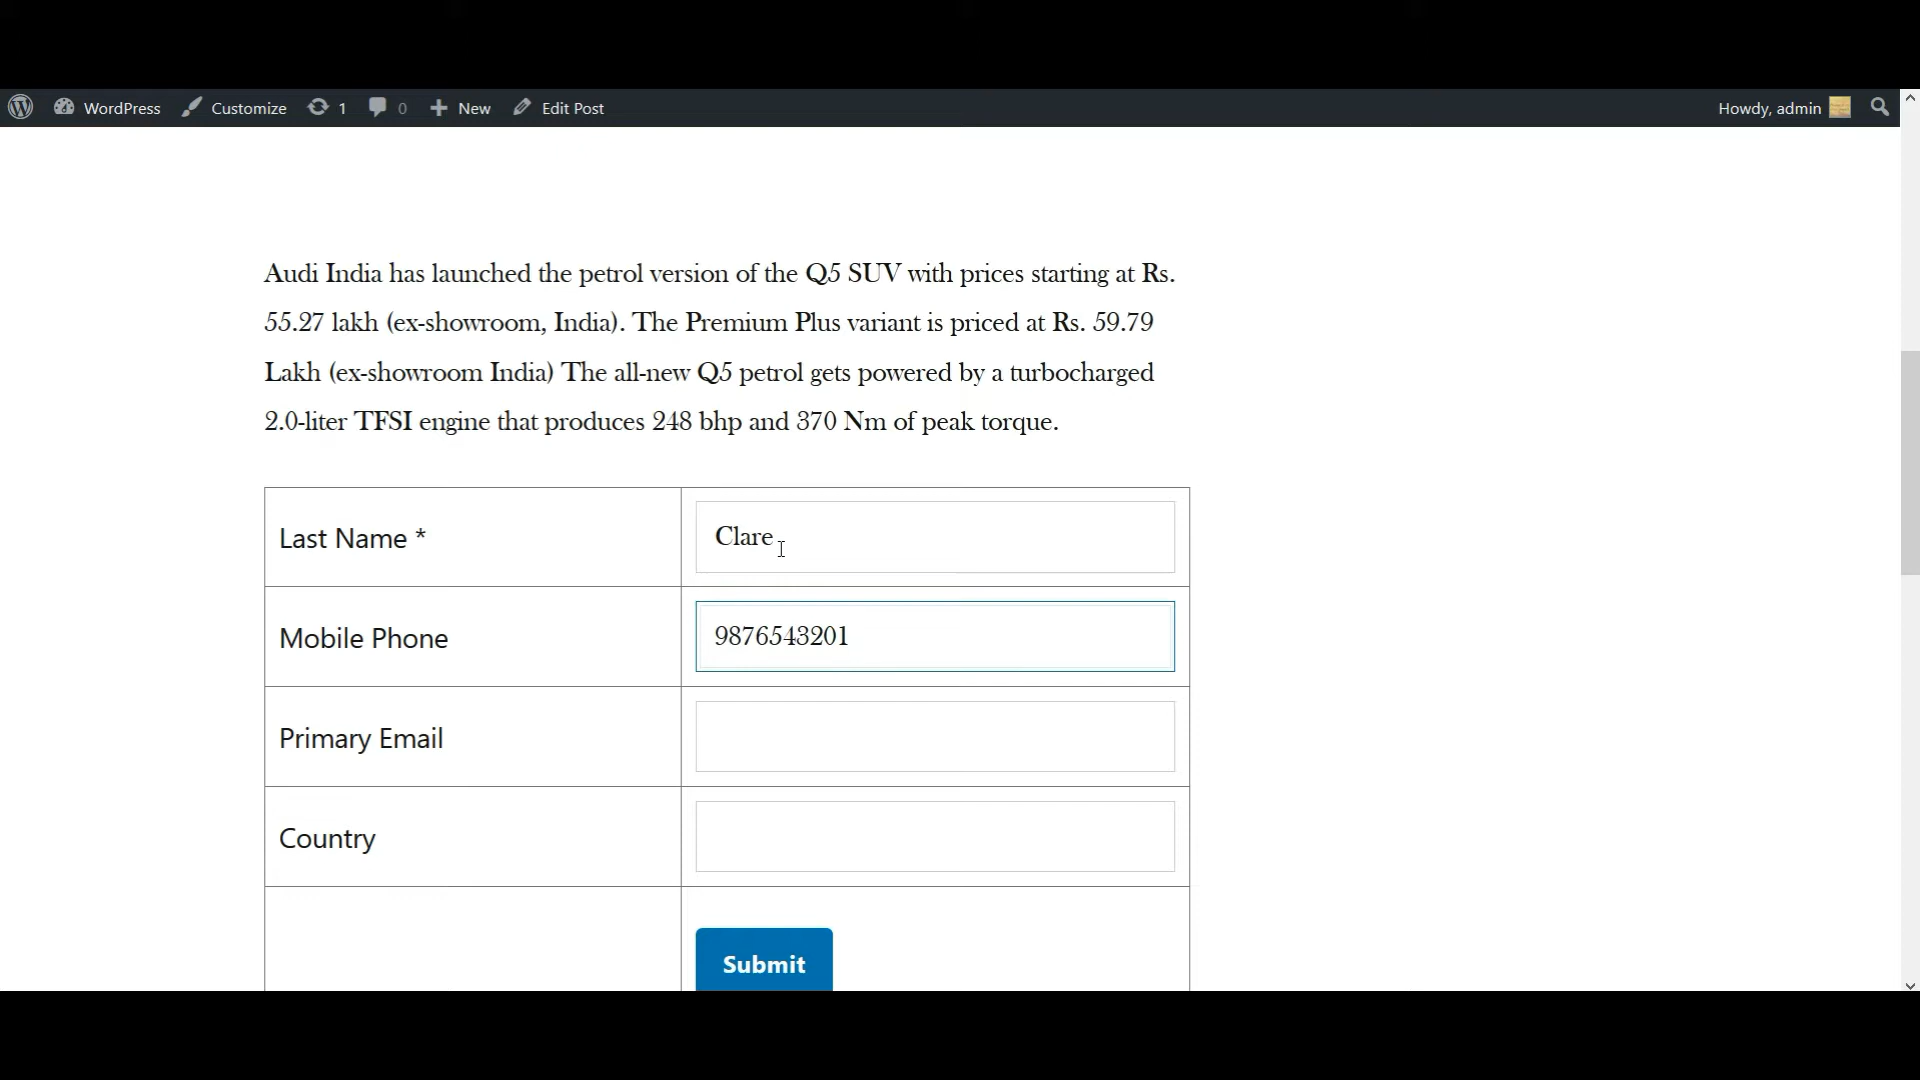 WordPress Customize 1 0 New Edit Post Howdy, admin
Audi India has launched the petrol version of the Q5 SUV with prices starting at Rs.
55.27 lakh (ex-showroom, India). The Premium Plus variant is priced at Rs. 59.79
Lakh (ex-showroom India) The all-new Q5 petrol gets powered by a turbocharged
2.0-liter TFSI engine that produces 248 bhp and 370 Nm of peak torque.
Last Name * Clare
Mobile Phone 9876543201
Primary Email
Country
Submit